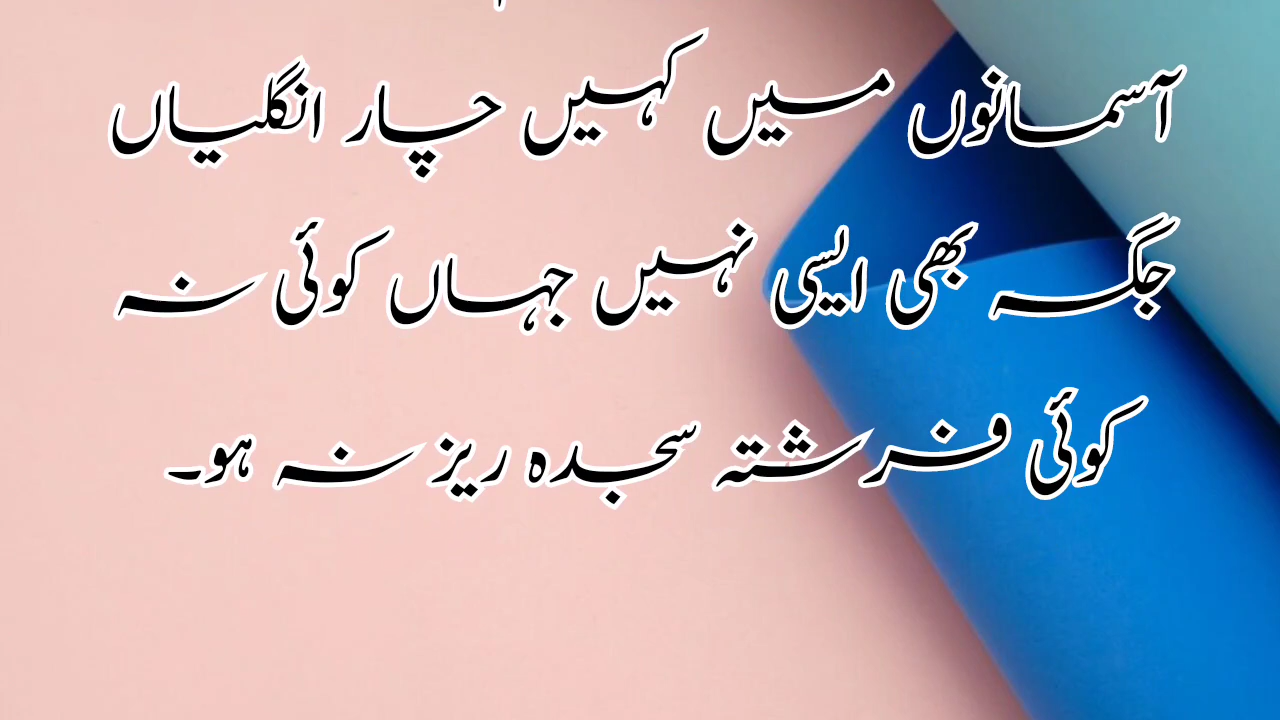 آسمانوں میں کہیں چار انگلیاں
جگہ بھی ایسی نہیں جہاں کوئی نہ
کوئی فرشتہ سجدہ ریز نہ ہو۔